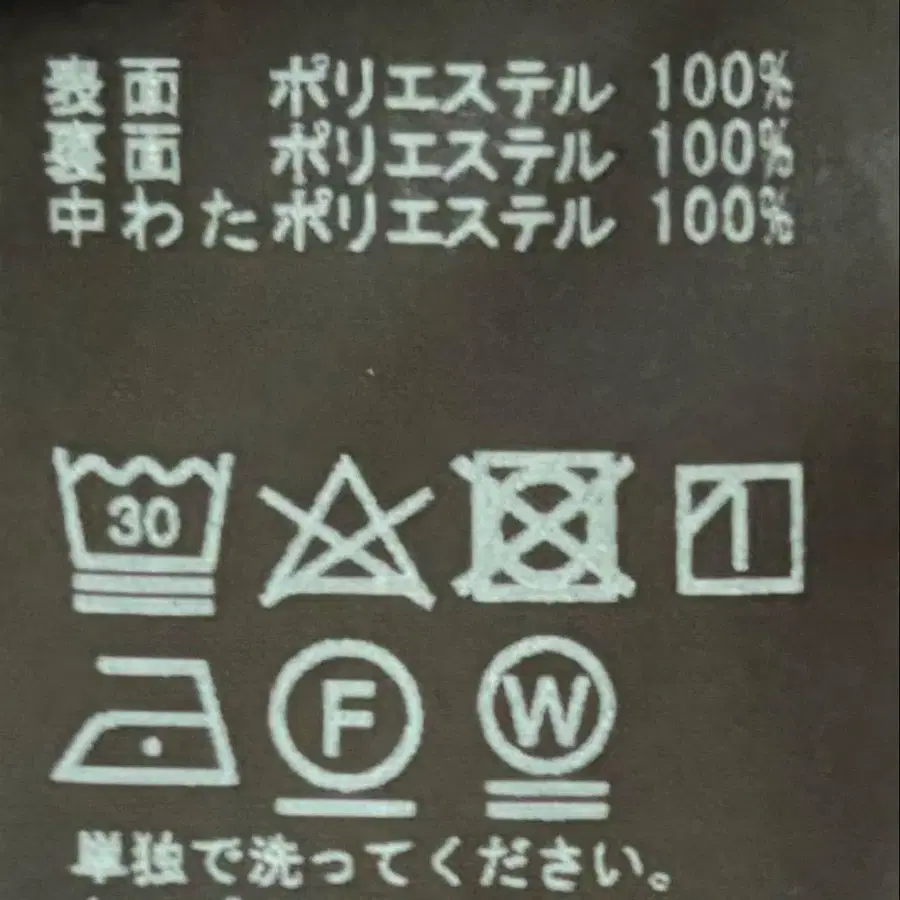 表面 ポリエステル 100%
裏面 ポリエステル 100%
中わた ポリエステル 100%
30
F W
単独で洗ってください。